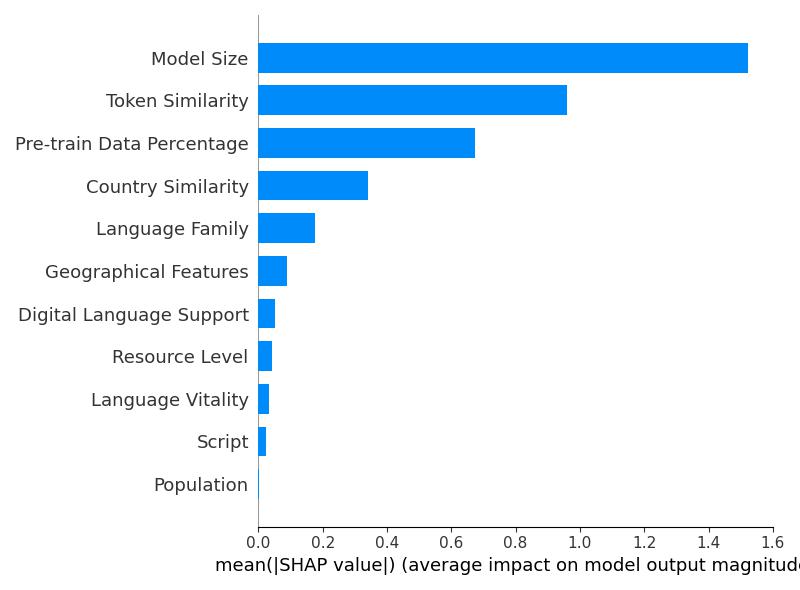 Model Size
Token Similarity
Pre-train Data Percentage
Country Similarity
Language Family
Geographical Features
Digital Language Support
Resource Level
Language Vitality
Script
Population
0.0 0.2 0.4 0.6 0.8 1.0 1.2 1.4 1.6
mean(|SHAP value|) (average impact on model output magnitude